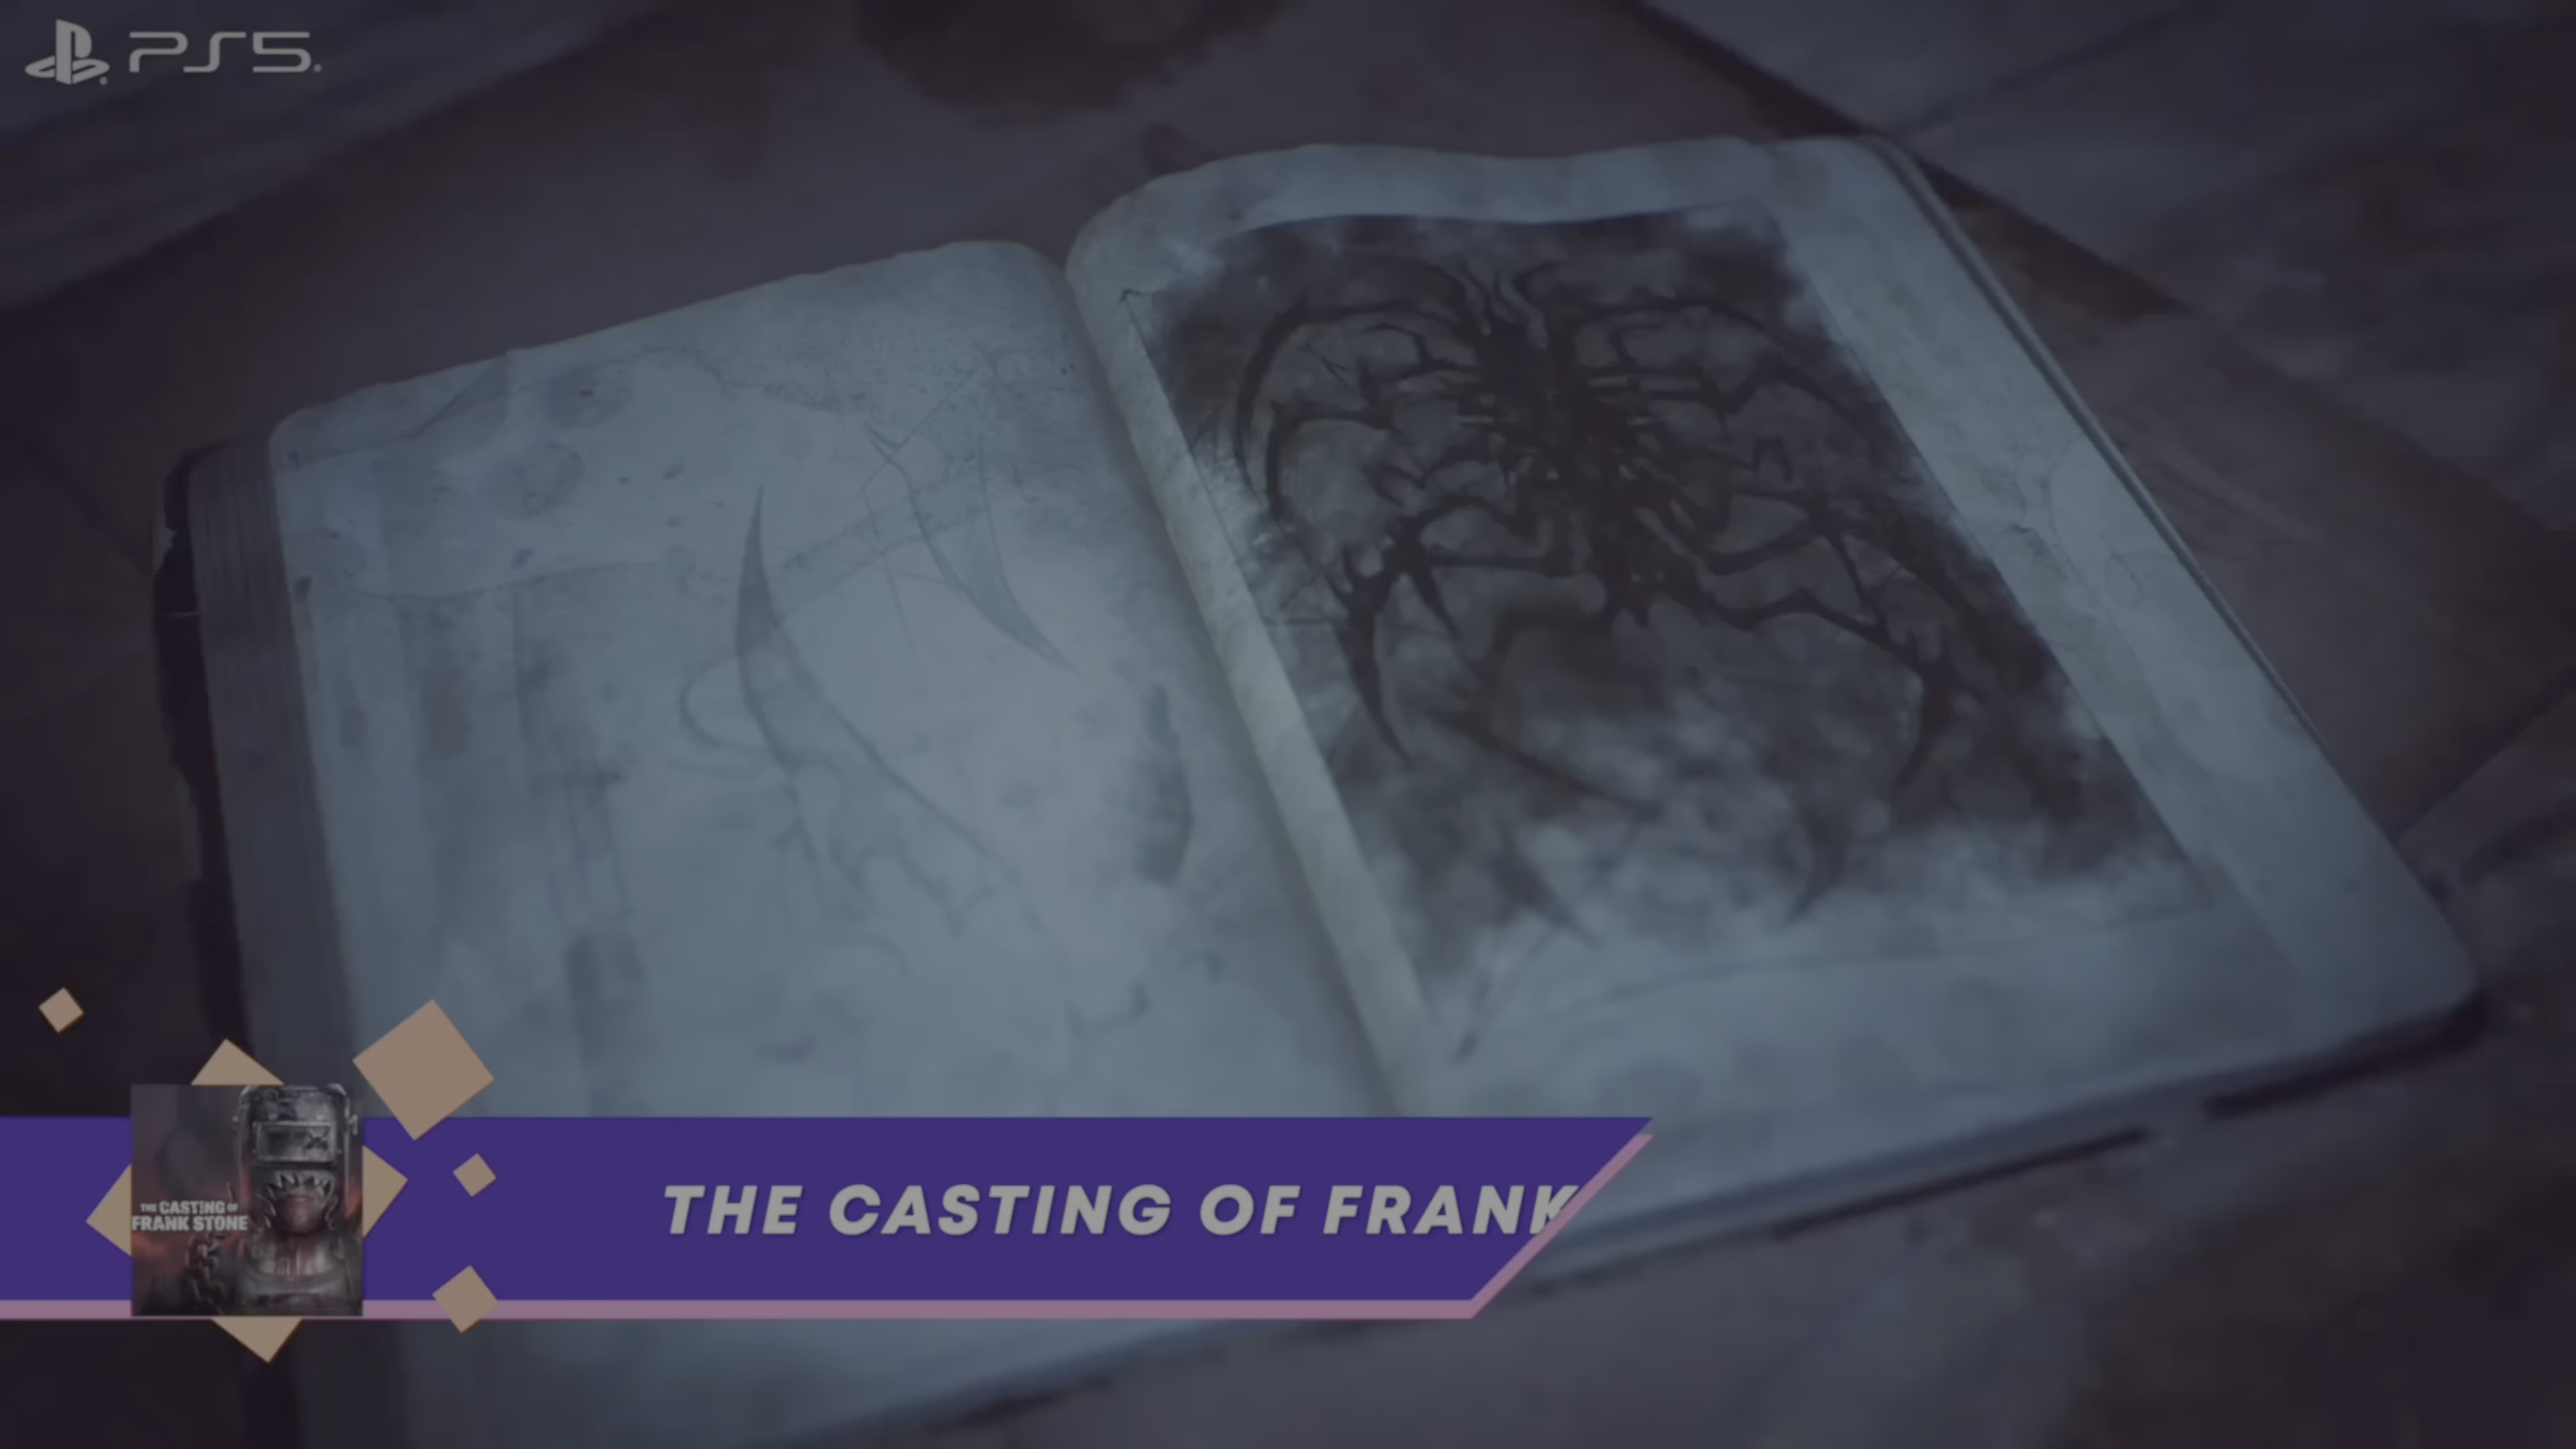 PS5
THE CASTING OF
FRANK STONE
THE CASTING OF FRANK